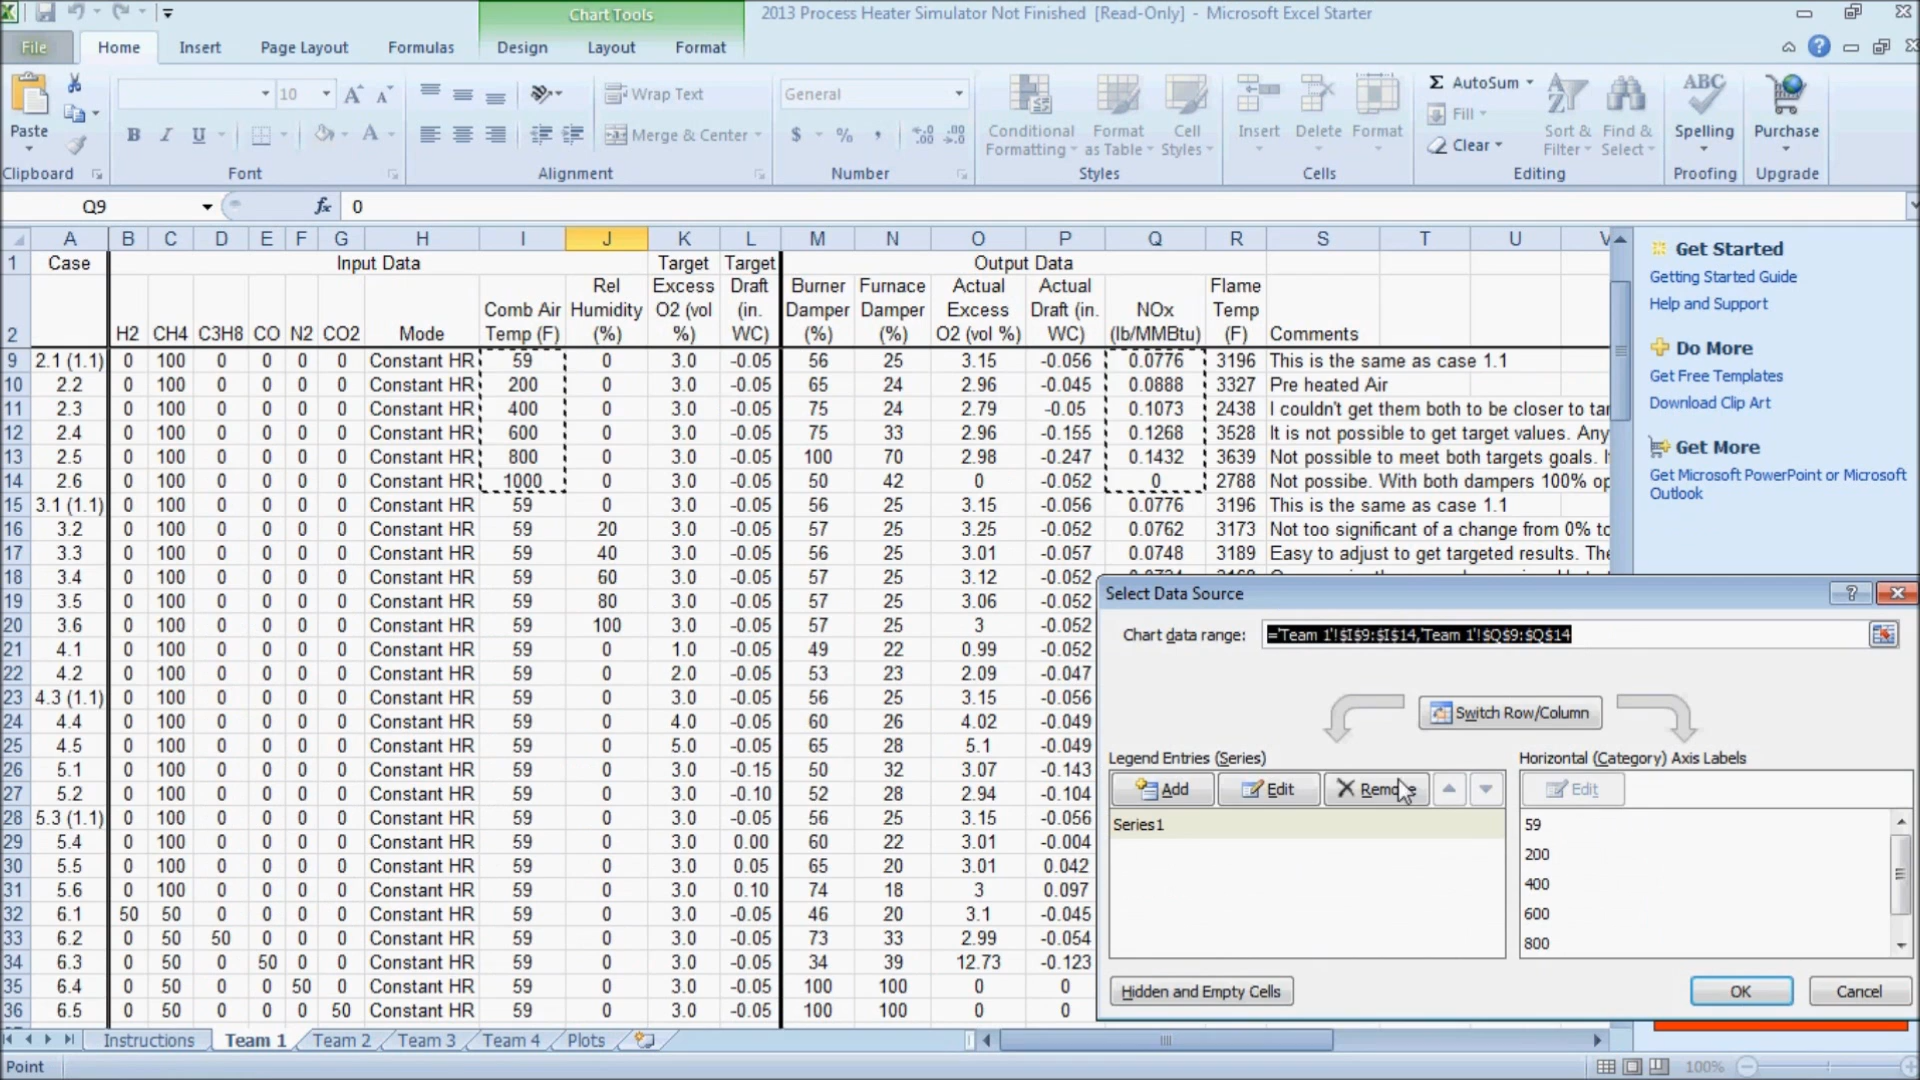 Chart Tools
2013 Process Heater Simulator Not Finished [Read-Only] - Microsoft Excel Starter
File Home Insert Page Layout Formulas Design Layout Format
10 Wrap Text General Σ AutoSum
Paste Merge & Center $ % , Conditional Formatting Format as Table Cell Styles Insert Delete Format Fill Sort & Filter Find & Select Spelling Purchase
B I U Clear
Clipboard Font Alignment Number Styles Cells Editing Proofing Upgrade
Q9 fx 0
A B C D E F G H I J K L M N O P Q R S T U V
1 Case Input Data Target Target Output Data
2 H2 CH4 C3H8 CO N2 CO2 Mode Comb Air Temp (F) Rel Humidity (%) Excess O2 (vol %) Draft (in. WC) Burner Damper (%) Furnace Damper (%) Actual Excess O2 (vol %) Actual Draft (in. WC) NOx (lb/MMBtu) Flame Temp (F) Comments
9 2.1 (1.1) 0 100 0 0 0 0 Constant HR 59 0 3.0 -0.05 56 25 3.15 -0.056 0.0776 3196 This is the same as case 1.1
10 2.2 0 100 0 0 0 0 Constant HR 200 0 3.0 -0.05 65 24 2.96 -0.045 0.0888 3327 Pre heated Air
11 2.3 0 100 0 0 0 0 Constant HR 400 0 3.0 -0.05 75 24 2.79 -0.05 0.1073 2438 I couldn't get them both to be closer to tar
12 2.4 0 100 0 0 0 0 Constant HR 600 0 3.0 -0.05 75 33 2.96 -0.155 0.1268 3528 It is not possible to get target values. Any
13 2.5 0 100 0 0 0 0 Constant HR 800 0 3.0 -0.05 100 70 2.98 -0.247 0.1432 3639 Not possible to meet both targets goals. I
14 2.6 0 100 0 0 0 0 Constant HR 1000 0 3.0 -0.05 50 42 0 -0.052 0 2788 Not possibe. With both dampers 100% op
15 3.1 (1.1) 0 100 0 0 0 0 Constant HR 59 0 3.0 -0.05 56 25 3.15 -0.056 0.0776 3196 This is the same as case 1.1
16 3.2 0 100 0 0 0 0 Constant HR 59 20 3.0 -0.05 57 25 3.25 -0.052 0.0762 3173 Not too significant of a change from 0% to
17 3.3 0 100 0 0 0 0 Constant HR 59 40 3.0 -0.05 56 25 3.01 -0.057 0.0748 3189 Easy to adjust to get targeted results. The
18 3.4 0 100 0 0 0 0 Constant HR 59 60 3.0 -0.05 57 25 3.12 -0.052
19 3.5 0 100 0 0 0 0 Constant HR 59 80 3.0 -0.05 57 25 3.06 -0.052
20 3.6 0 100 0 0 0 0 Constant HR 59 100 3.0 -0.05 57 25 3 -0.052
21 4.1 0 100 0 0 0 0 Constant HR 59 0 1.0 -0.05 49 22 0.99 -0.052
22 4.2 0 100 0 0 0 0 Constant HR 59 0 2.0 -0.05 53 23 2.09 -0.047
23 4.3 (1.1) 0 100 0 0 0 0 Constant HR 59 0 3.0 -0.05 56 25 3.15 -0.056
24 4.4 0 100 0 0 0 0 Constant HR 59 0 4.0 -0.05 60 26 4.02 -0.049
25 4.5 0 100 0 0 0 0 Constant HR 59 0 5.0 -0.05 65 28 5.1 -0.049
26 5.1 0 100 0 0 0 0 Constant HR 59 0 3.0 -0.15 50 32 3.07 -0.143
27 5.2 0 100 0 0 0 0 Constant HR 59 0 3.0 -0.10 52 28 2.94 -0.104
28 5.3 (1.1) 0 100 0 0 0 0 Constant HR 59 0 3.0 -0.05 56 25 3.15 -0.056
29 5.4 0 100 0 0 0 0 Constant HR 59 0 3.0 0.00 60 22 3.01 -0.004
30 5.5 0 100 0 0 0 0 Constant HR 59 0 3.0 0.05 65 20 3.01 0.042
31 5.6 0 100 0 0 0 0 Constant HR 59 0 3.0 0.10 74 18 3 0.097
32 6.1 50 50 0 0 0 0 Constant HR 59 0 3.0 -0.05 46 20 3.1 -0.045
33 6.2 0 50 50 0 0 0 Constant HR 59 0 3.0 -0.05 73 33 2.99 -0.054
34 6.3 0 50 0 50 0 0 Constant HR 59 0 3.0 -0.05 34 39 12.73 -0.123
35 6.4 0 50 0 0 50 0 Constant HR 59 0 3.0 -0.05 100 100 0 0
36 6.5 0 50 0 0 0 50 Constant HR 59 0 3.0 -0.05 100 100 0 0
Get Started
Getting Started Guide
Help and Support
Do More
Get Free Templates
Download Clip Art
Get More
Get Microsoft PowerPoint or Microsoft
Outlook
Select Data Source
Chart data range: ='Team 1'!$I$9:$I$14,'Team 1'!$Q$9:$Q$14
Switch Row/Column
Legend Entries (Series) Horizontal (Category) Axis Labels
Add Edit Remove Edit
Series1 59
200
400
600
800
Hidden and Empty Cells OK Cancel
Instructions Team 1 Team 2 Team 3 Team 4 Plots
Point 100%